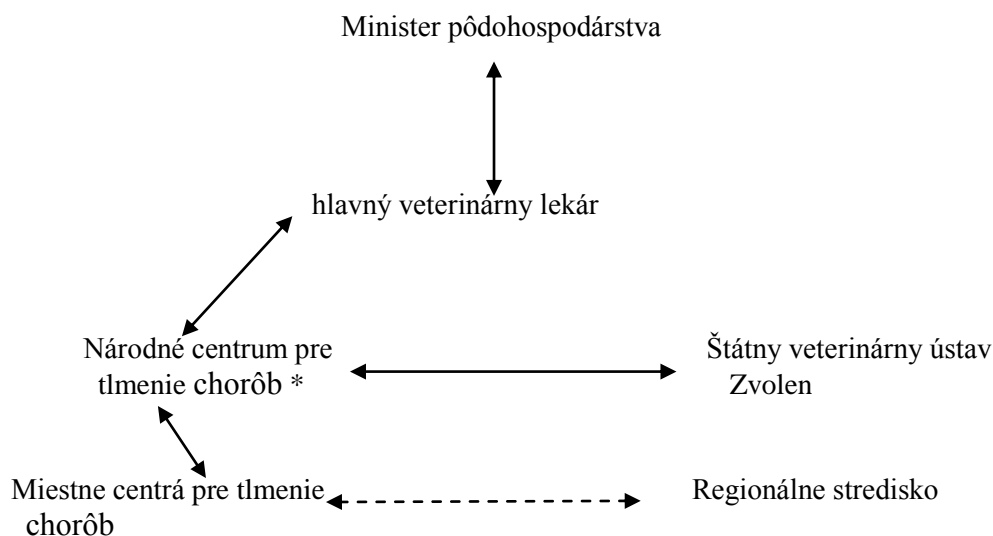 Minister pôdohospodárstva
hlavný veterinárny lekár
Národné centrum pre
tlmenie chorôb *
Štátny veterinárny ústav
Zvolen
Miestne centrá pre tlmenie
chorôb
Regionálne stredisko